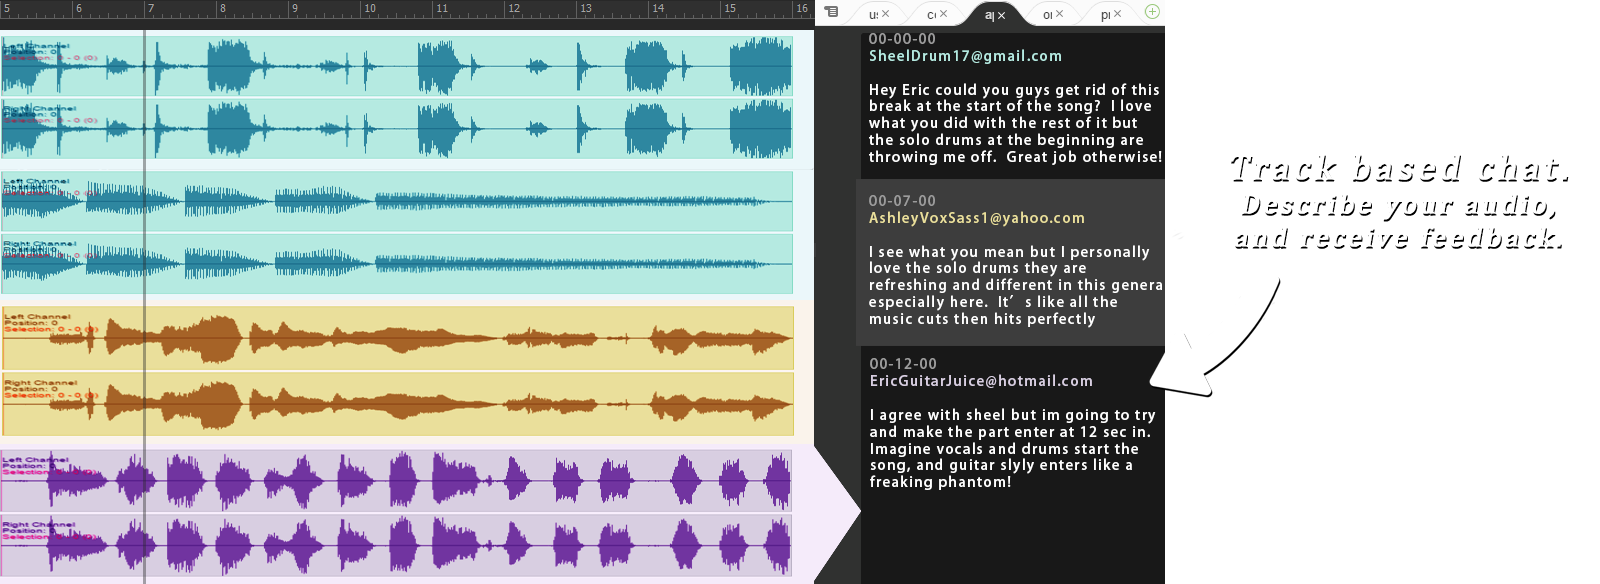 5 6 7 8 9 10 11 12 13 14 15 16
Left Channel
Position: 0
Selection: 0 - 0 (0)
Right Channel
Position: 0
Selection: 0 - 0 (0)
Left Channel
Position: 0
Selection: 0 - 0 (0)
Right Channel
Position: 0
Selection: 0 - 0 (0)
Left Channel
Position: 0
Selection: 0 - 0 (0)
Right Channel
Position: 0
Selection: 0 - 0 (0)
Left Channel
Position: 0
Selection: 0 - 0 (0)
Right Channel
Position: 0
Selection: 0 - 0 (0)
00-00-00
SheelDrum17@gmail.com
Hey Eric could you guys get rid of this
break at the start of the song?  I love
what you did with the rest of it but
the solo drums at the beginning are
throwing me off.  Great job otherwise!
00-07-00
AshleyVoxSass1@yahoo.com
I see what you mean but I personally
love the solo drums they are
refreshing and different in this genera
especially here.  It′s like all the
music cuts then hits perfectly
00-12-00
EricGuitarJuice@hotmail.com
I agree with sheel but im going to try
and make the part enter at 12 sec in.
Imagine vocals and drums start the
song, and guitar slyly enters like a
freaking phantom!
Track based chat.
Describe your audio,
and receive feedback.